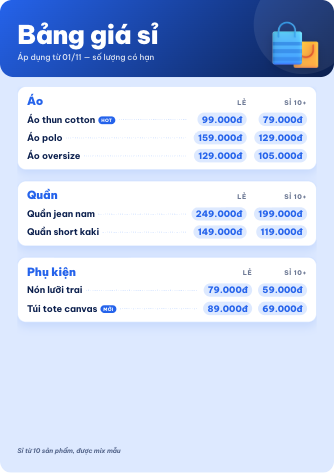 Bảng giá sỉ
Áp dụng từ 01/11 — số lượng có hạn
Áo LẺ SỈ 10+
Áo thun cotton HOT 99.000đ 79.000đ
Áo polo 159.000đ 129.000đ
Áo oversize 129.000đ 105.000đ
Quần LẺ SỈ 10+
Quần jean nam 249.000đ 199.000đ
Quần short kaki 149.000đ 119.000đ
Phụ kiện LẺ SỈ 10+
Nón lưỡi trai 79.000đ 59.000đ
Túi tote canvas MỚI 89.000đ 69.000đ
Sỉ từ 10 sản phẩm, được mix mẫu